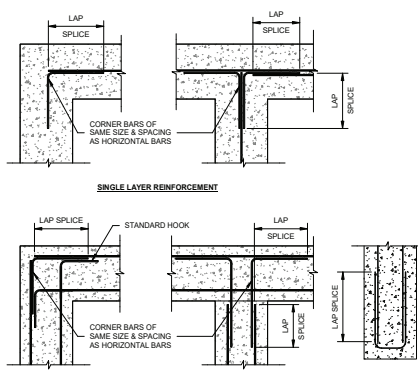 LAP
SPLICE
LAP
SPLICE
LAP
SPLICE
CORNER BARS OF
SAME SIZE & SPACING
AS HORIZONTAL BARS
SINGLE LAYER REINFORCEMENT
LAP SPLICE
STANDARD HOOK
LAP
SPLICE
LAP SPLICE
CORNER BARS OF
SAME SIZE & SPACING
AS HORIZONTAL BARS
LAP
SPLICE